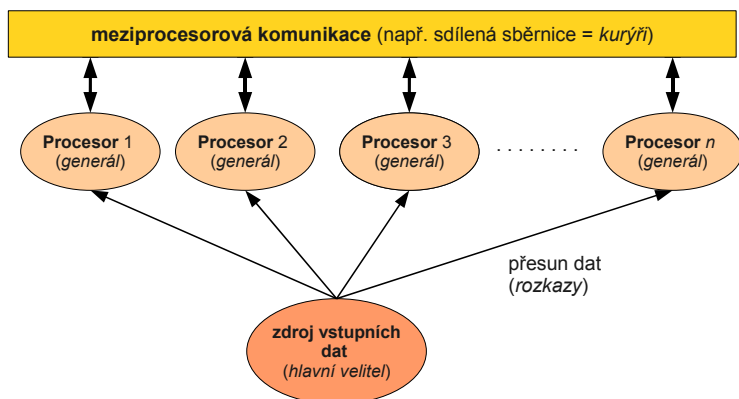 meziprocesorová komunikace (např. sdílená sběrnice = kurýři)
Procesor 1
(generál)
Procesor 2
(generál)
Procesor 3
(generál)
. . . . . . . .
Procesor n
(generál)
přesun dat
(rozkazy)
zdroj vstupních
dat
(hlavní velitel)